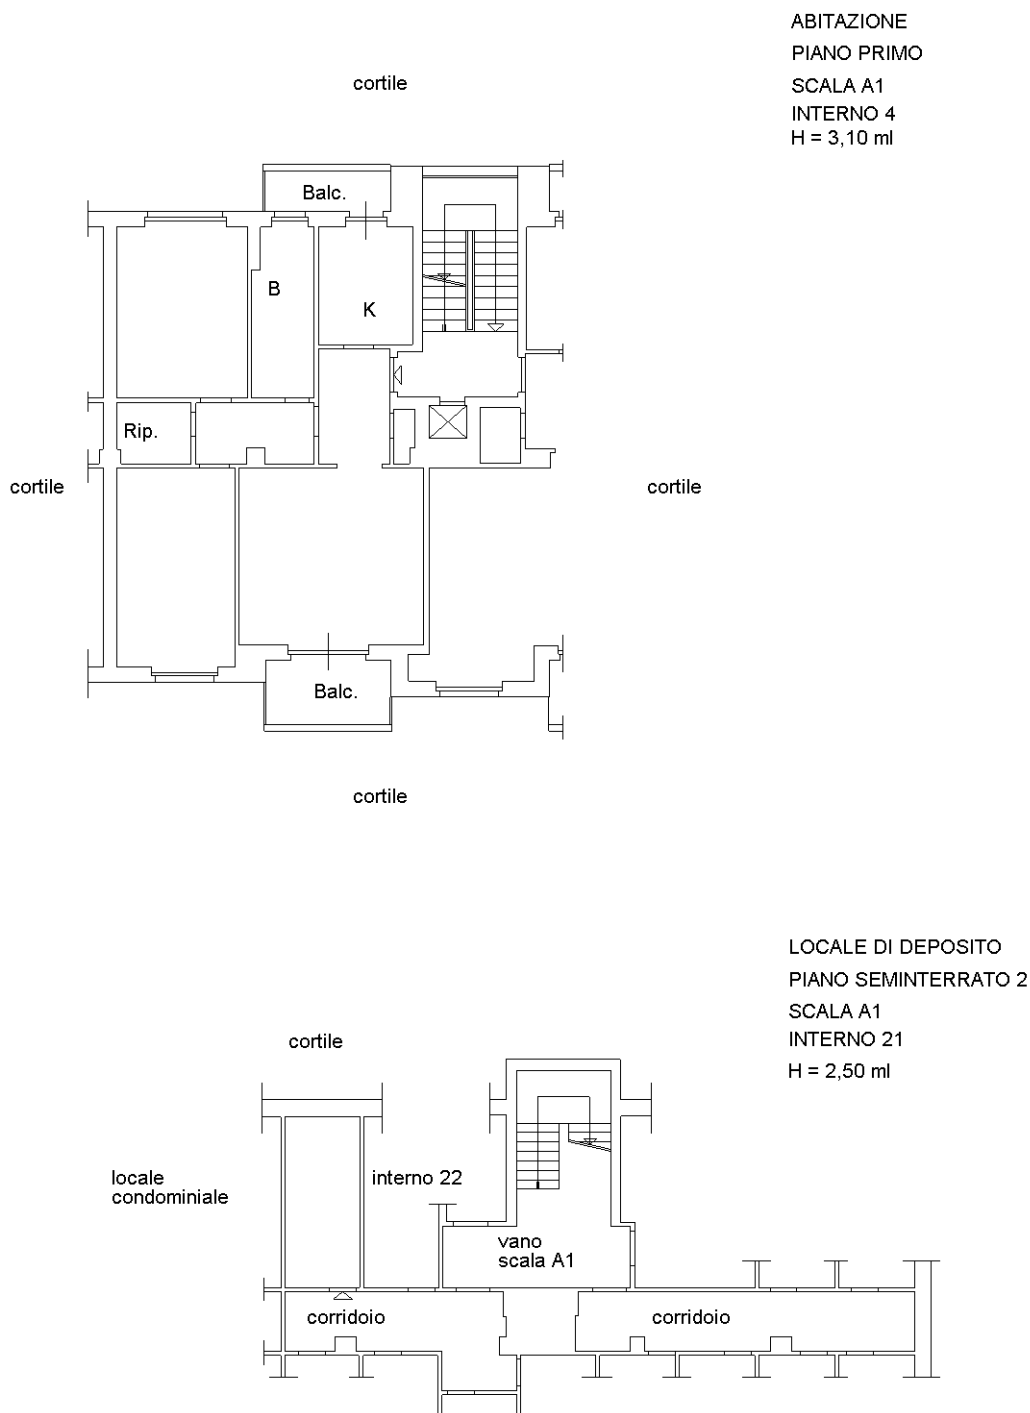 ABITAZIONE
PIANO PRIMO
SCALA A1
INTERNO 4
H = 3,10 ml
cortile
Balc.
B
K
Rip.
cortile
cortile
Balc.
cortile
LOCALE DI DEPOSITO
PIANO SEMINTERRATO 2
SCALA A1
INTERNO 21
H = 2,50 ml
cortile
locale
condominiale
interno 22
vano
scala A1
corridoio
corridoio